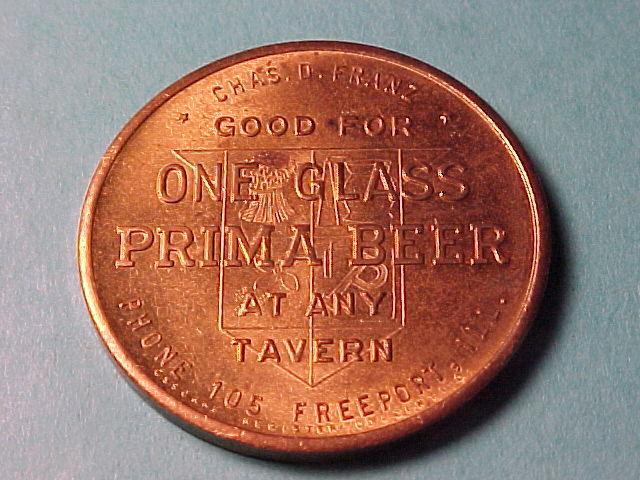 CHAS. D. FRANZ
GOOD FOR
ONE GLASS
PRIMA BEER
AT ANY
TAVERN
PHONE 105 FREEPORT, ILL.